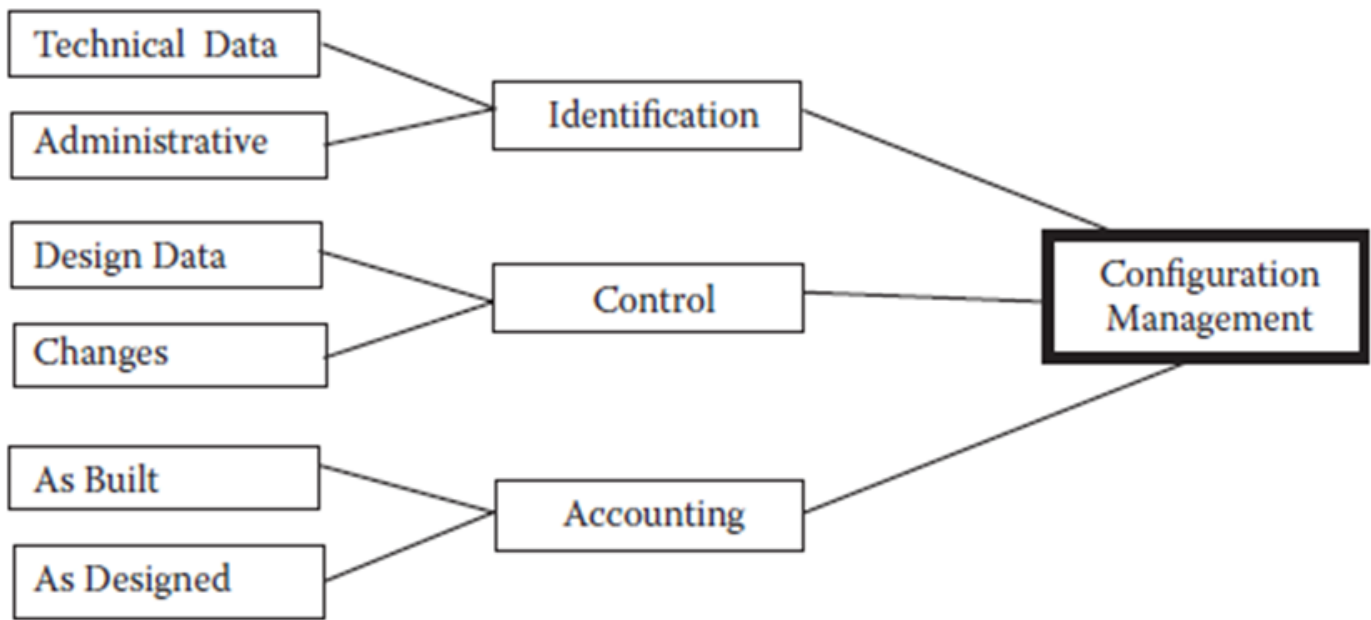 Technical Data
Administrative
Identification
Design Data
Changes
Control
As Built
As Designed
Accounting
Configuration
Management